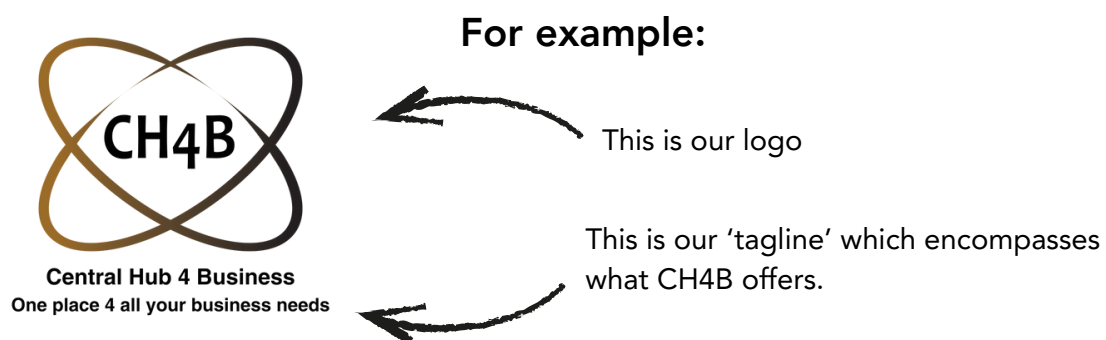 For example:
CH4B
This is our logo
Central Hub 4 Business
One place 4 all your business needs
This is our ‘tagline’ which encompasses
what CH4B offers.